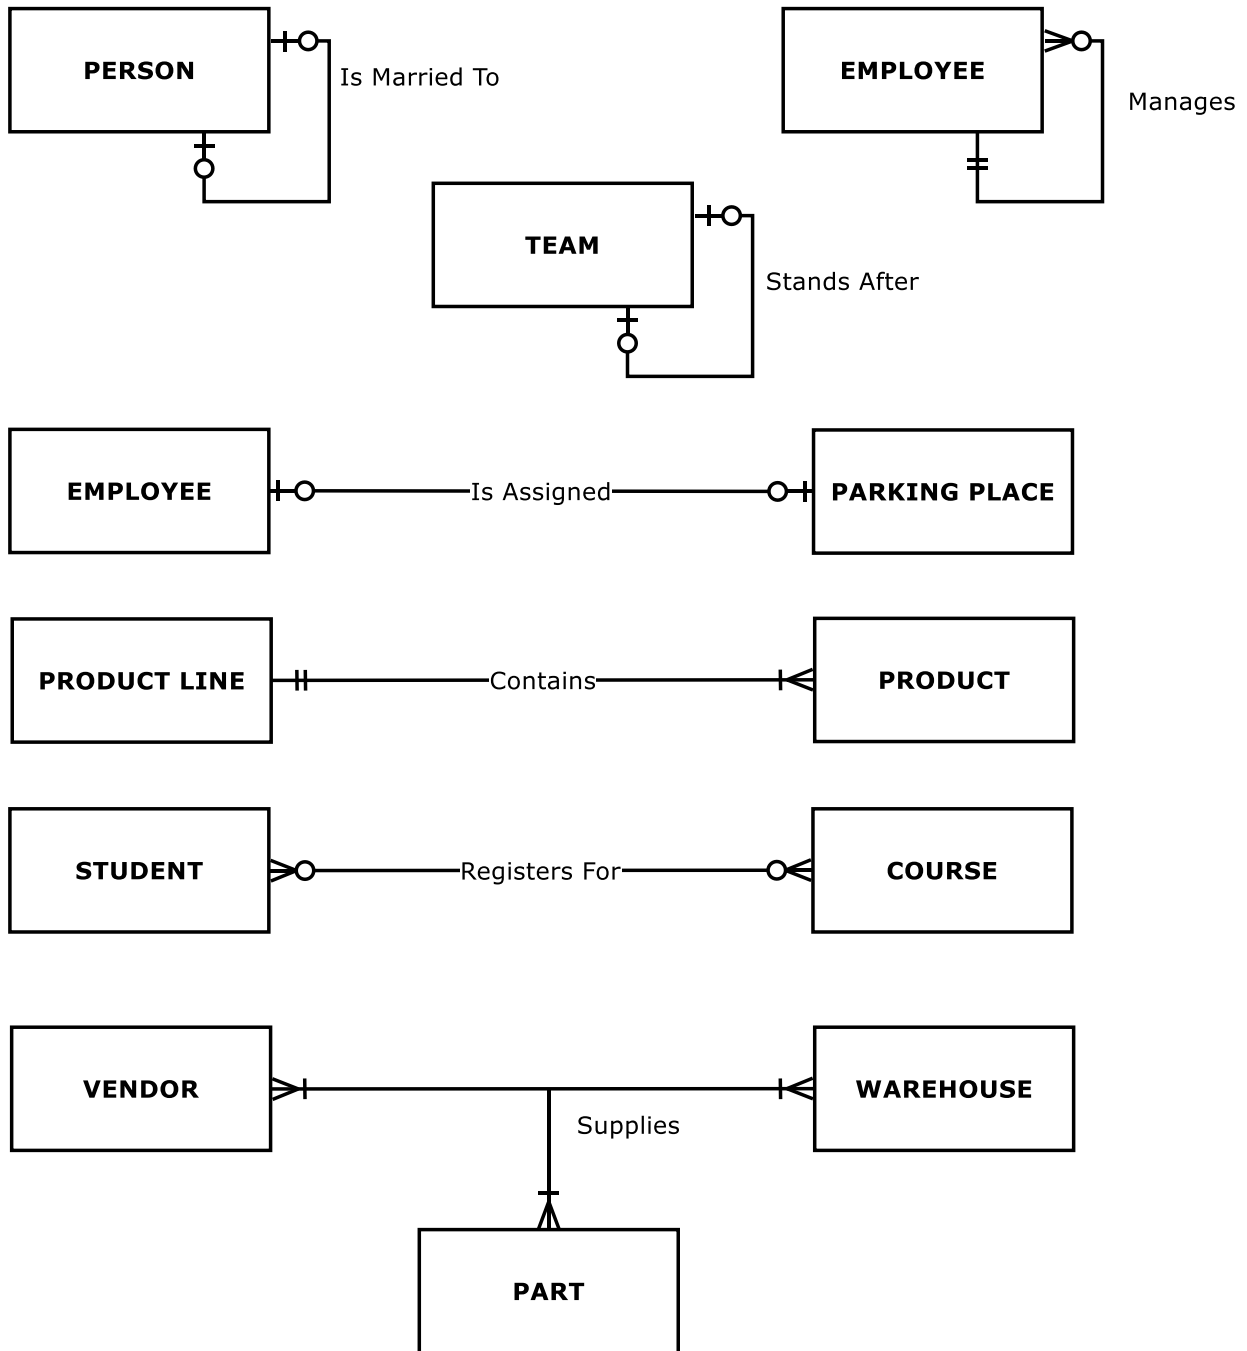 PERSON
Is Married To
EMPLOYEE
Manages
TEAM
Stands After
EMPLOYEE
Is Assigned
PARKING PLACE
PRODUCT LINE
Contains
PRODUCT
STUDENT
Registers For
COURSE
VENDOR
WAREHOUSE
Supplies
PART